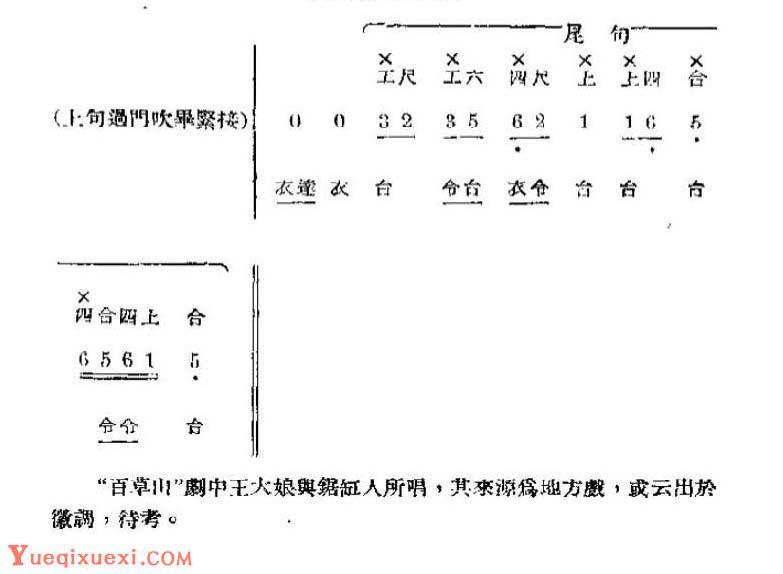 尾句
× × × × × ×
工尺 工六 四尺 上 上四 合
(上句過門吹畢緊接) 0 0 3 2 3 5 6 2 1 1 6 5
衣達 衣 台 令台 衣令 台 台 台
×
四合四上 合
6 5 6 1 5
令令 台
“百草山”劇中王大娘與鋸缸人所唱,其來源爲地方戲,或云出於
徽調,待考。
Yueqixuexi.com